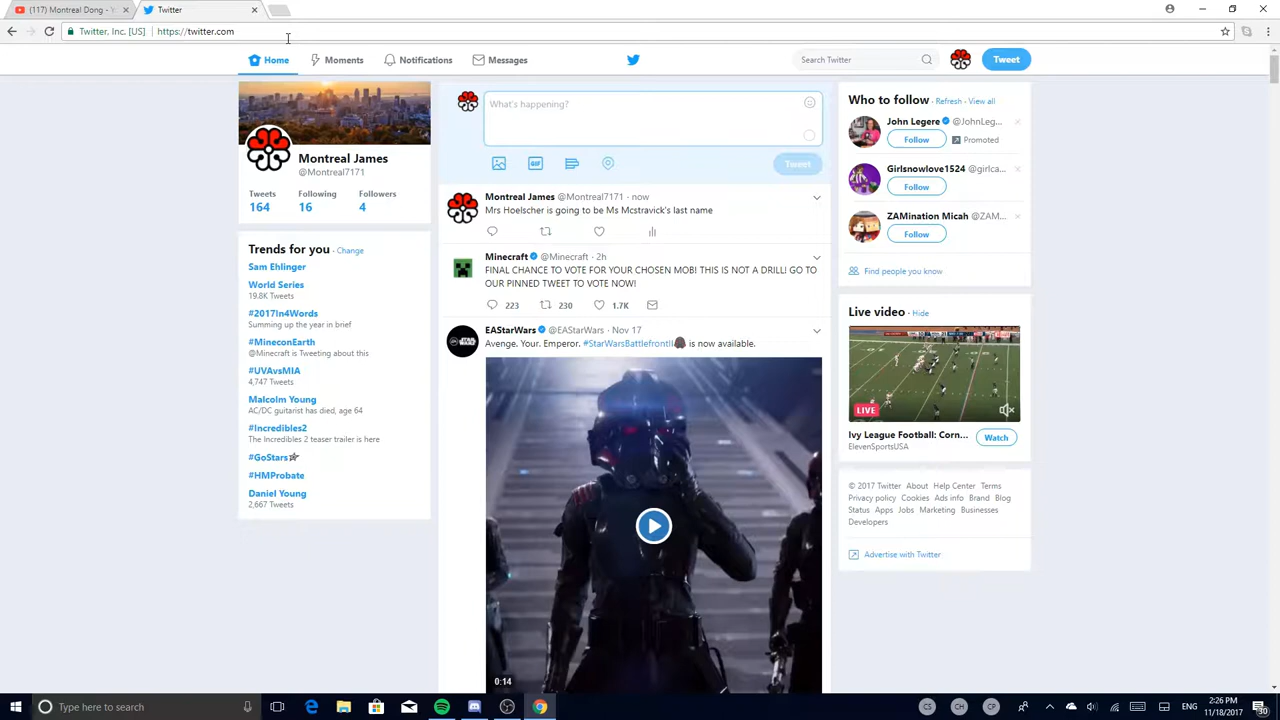 (117) Montreal Dong - Y
Twitter
Twitter, Inc. [US]
https://twitter.com
Home
Moments
Notifications
Messages
Search Twitter
Tweet
Montreal James
@Montreal7171
Tweets
Following
Followers
164
16
4
Trends for you · Change
Sam Ehlinger
World Series
19.8K Tweets
#2017In4Words
Summing up the year in brief
#MineconEarth
@Minecraft is Tweeting about this
#UVAvsMIA
4,747 Tweets
Malcolm Young
AC/DC guitarist has died, age 64
#Incredibles2
The Incredibles 2 teaser trailer is here
#GoStars
#HMProbate
Daniel Young
2,667 Tweets
What's happening?
GIF
Tweet
Montreal James @Montreal7171 · now
Mrs Hoelscher is going to be Ms Mcstravick's last name
Minecraft @Minecraft · 2h
FINAL CHANCE TO VOTE FOR YOUR CHOSEN MOB! THIS IS NOT A DRILL! GO TO
OUR PINNED TWEET TO VOTE NOW!
223
230
1.7K
EAStarWars @EAStarWars · Nov 17
Avenge. Your. Emperor. #StarWarsBattlefrontII is now available.
0:14
Who to follow · Refresh · View all
John Legere @JohnLeg...
Follow
Promoted
Girlsnowlove1524 @girlca...
Follow
ZAMination Micah @ZAM...
Follow
Find people you know
Live video · Hide
LIVE
Ivy League Football: Corn...
ElevenSportsUSA
Watch
© 2017 Twitter About Help Center Terms
Privacy policy Cookies Ads info Brand Blog
Status Apps Jobs Marketing Businesses
Developers
Advertise with Twitter
Type here to search
CS
CH
CP
ENG
2:26 PM
11/18/2017
30